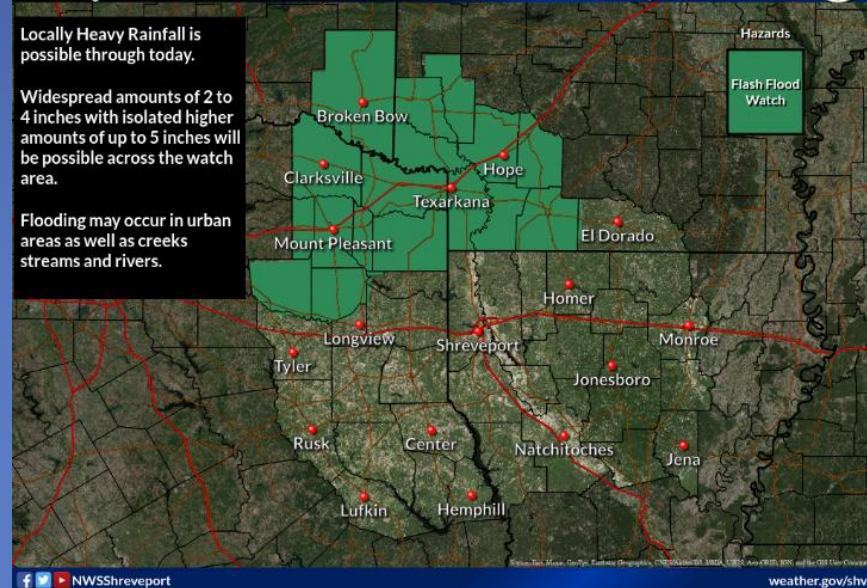 Locally Heavy Rainfall is
possible through today.
Widespread amounts of 2 to
4 inches with isolated higher
amounts of up to 5 inches will
be possible across the watch
area.
Flooding may occur in urban
areas as well as creeks
streams and rivers.
Hazards
Flash Flood
Watch
Broken Bow
Clarksville
Hope
Texarkana
Mount Pleasant
El Dorado
Homer
Longview
Shreveport
Monroe
Tyler
Jonesboro
Rusk
Center
Natchitoches
Jena
Lufkin
Hemphill
NWSShreveport
weather.gov/shv